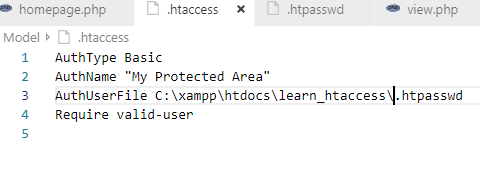 homepage.php .htaccess × .htpasswd view.php
Model › .htaccess
1 AuthType Basic
2 AuthName "My Protected Area"
3 AuthUserFile C:\xampp\htdocs\learn_htaccess\.htpasswd
4 Require valid-user
5